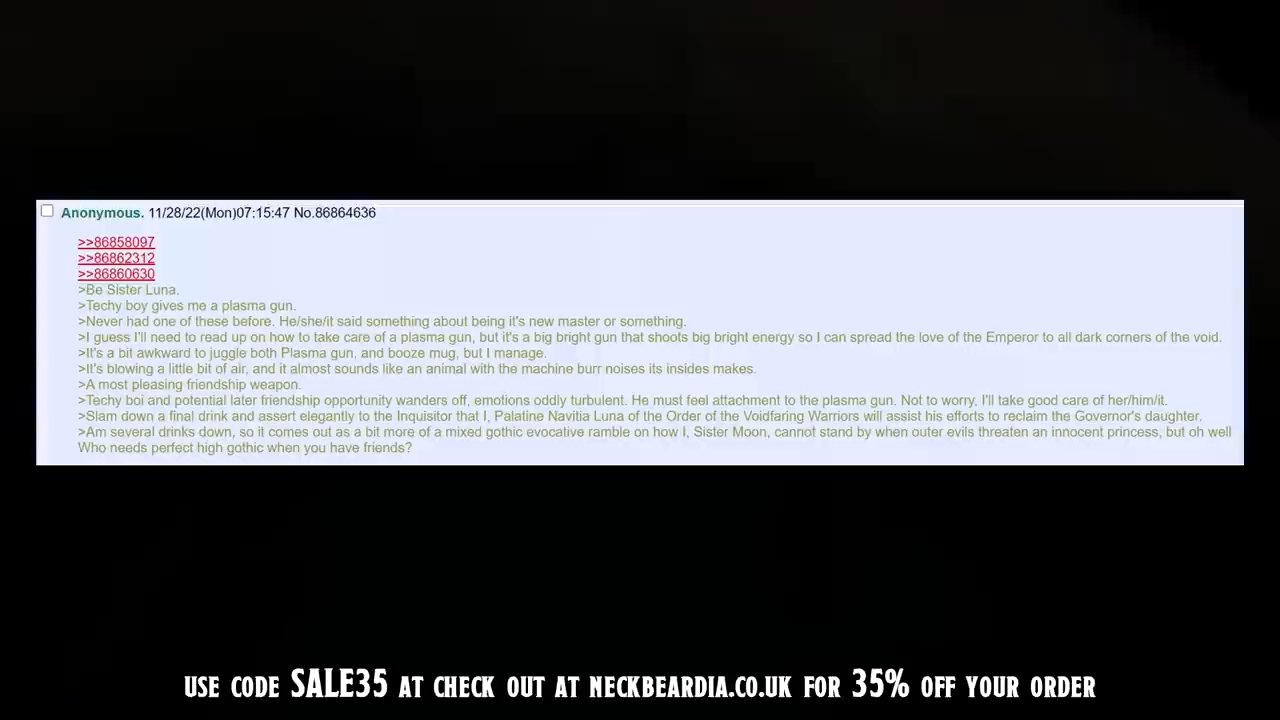 Anonymous. 11/28/22(Mon)07:15:47 No.86864636
>>86858097
>>86862312
>>86860630
>Be Sister Luna.
>Techy boy gives me a plasma gun.
>Never had one of these before. He/she/it said something about being it's new master or something.
>I guess I'll need to read up on how to take care of a plasma gun, but it's a big bright gun that shoots big bright energy so I can spread the love of the Emperor to all dark corners of the void.
>It's a bit awkward to juggle both Plasma gun, and booze mug, but I manage.
>It's blowing a little bit of air, and it almost sounds like an animal with the machine burr noises its insides makes.
>A most pleasing friendship weapon.
>Techy boi and potential later friendship opportunity wanders off, emotions oddly turbulent. He must feel attachment to the plasma gun. Not to worry, I'll take good care of her/him/it.
>Slam down a final drink and assert elegantly to the Inquisitor that I, Palatine Navitia Luna of the Order of the Voidfaring Warriors will assist his efforts to reclaim the Governor's daughter.
>Am several drinks down, so it comes out as a bit more of a mixed gothic evocative ramble on how I, Sister Moon, cannot stand by when outer evils threaten an innocent princess, but oh well
Who needs perfect high gothic when you have friends?
USE CODE SALE35 AT CHECK OUT AT NECKBEARDIA.CO.UK FOR 35% OFF YOUR ORDER